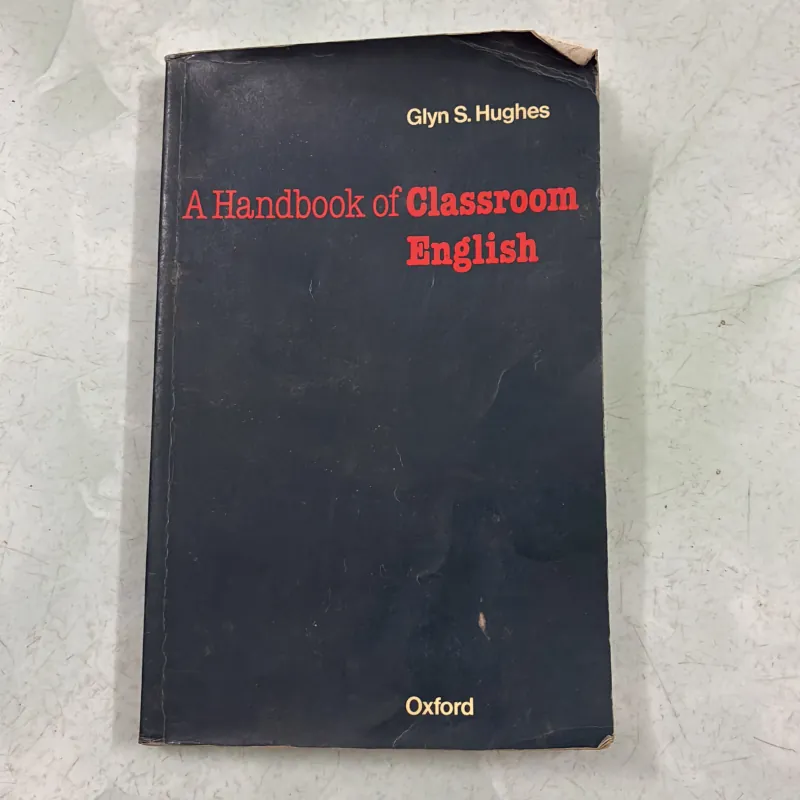 Glyn S. Hughes
A Handbook of Classroom
English
Oxford